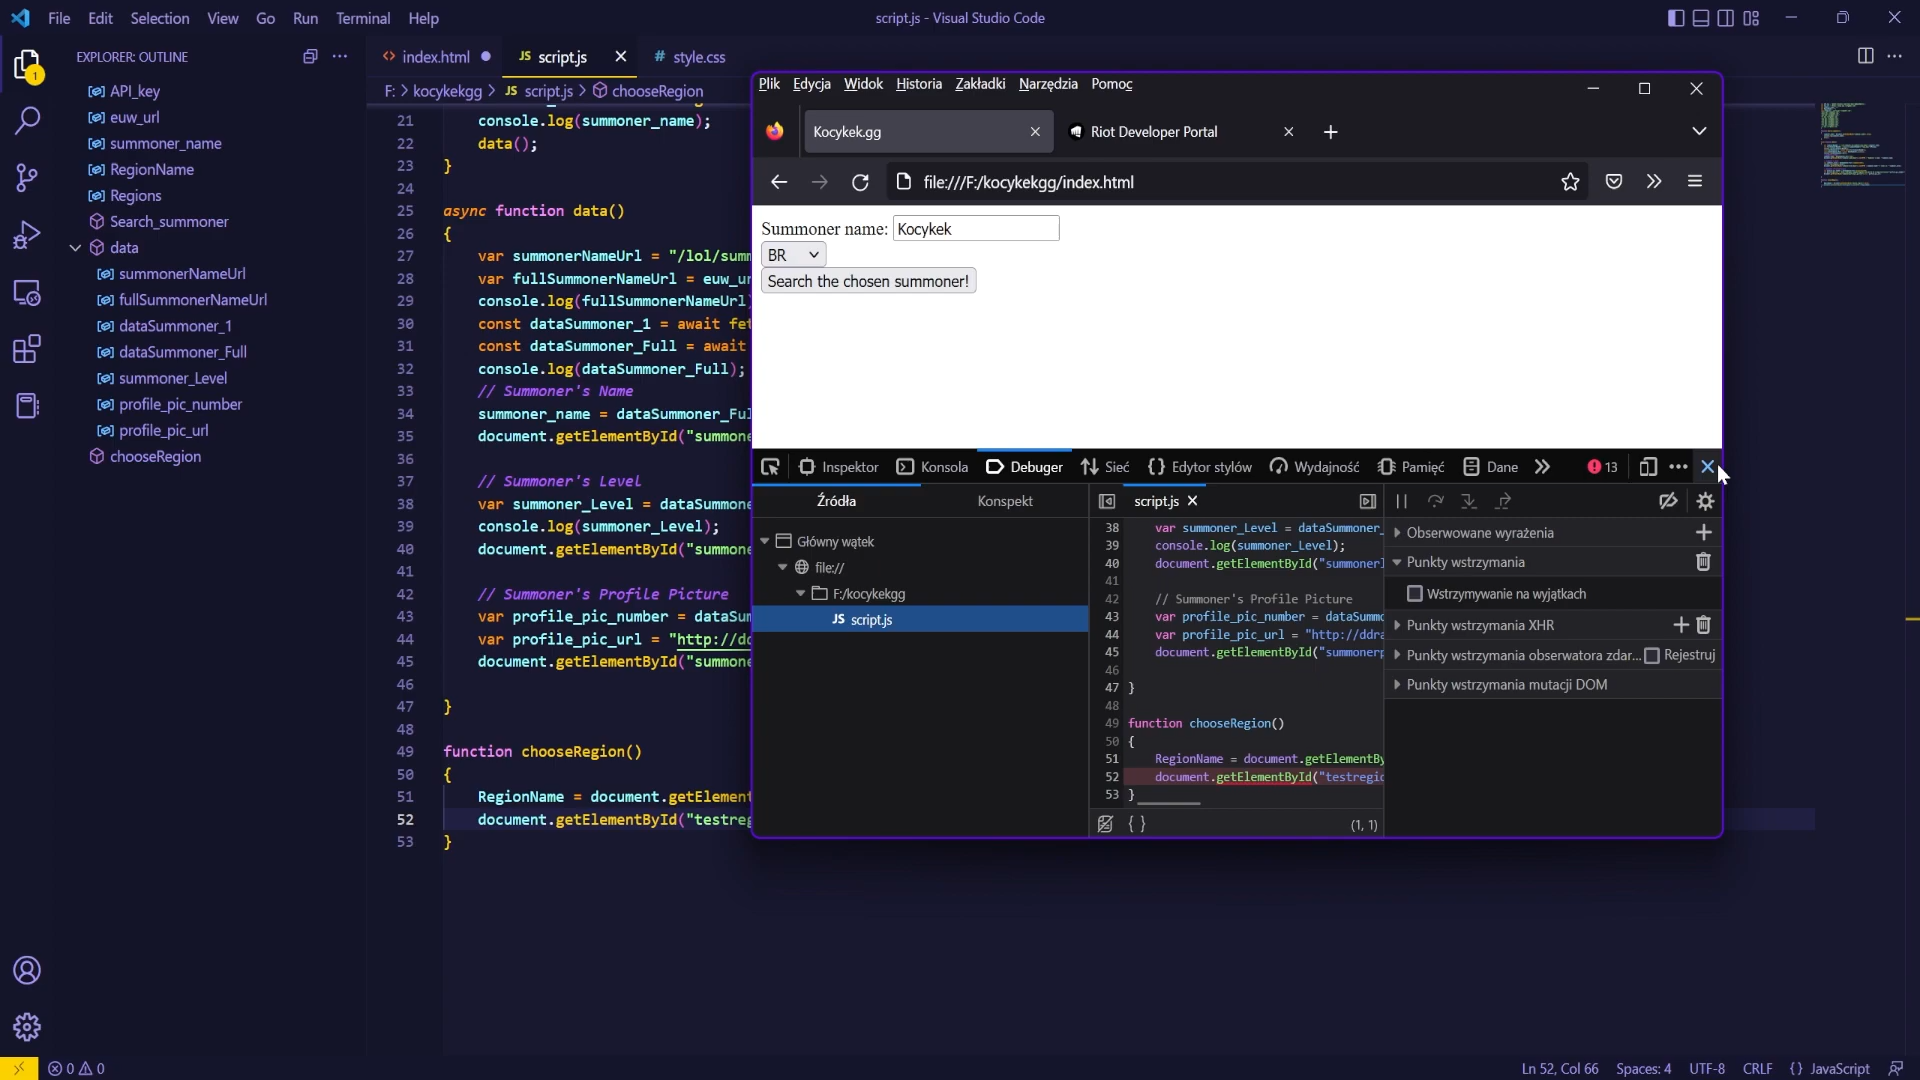 File Edit Selection View Go Run Terminal Help
script.js - Visual Studio Code
EXPLORER: OUTLINE
1
API_key
euw_url
summoner_name
RegionName
Regions
Search_summoner
data
summonerNameUrl
fullSummonerNameUrl
dataSummoner_1
dataSummoner_Full
summoner_Level
profile_pic_number
profile_pic_url
chooseRegion
<> index.html
JS script.js
# style.css
F: > kocykekgg > JS script.js > chooseRegion
21 console.log(summoner_name);
22 data();
23 }
24
25 async function data()
26 {
27 var summonerNameUrl = "/lol/summ
28 var fullSummonerNameUrl = euw_ur
29 console.log(fullSummonerNameUrl)
30 const dataSummoner_1 = await fet
31 const dataSummoner_Full = await
32 console.log(dataSummoner_Full);
33 // Summoner's Name
34 summoner_name = dataSummoner_Ful
35 document.getElementById("summone
36
37 // Summoner's Level
38 var summoner_Level = dataSummone
39 console.log(summoner_Level);
40 document.getElementById("summone
41
42 // Summoner's Profile Picture
43 var profile_pic_number = dataSum
44 var profile_pic_url = "http://dd
45 document.getElementById("summone
46
47 }
48
49 function chooseRegion()
50 {
51 RegionName = document.getElement
52 document.getElementById("testreg
53 }
Plik Edycja Widok Historia Zakładki Narzędzia Pomoc
Kocykek.gg
Riot Developer Portal
file:///F:/kocykekgg/index.html
Summoner name: Kocykek
BR
Search the chosen summoner!
Inspektor Konsola Debuger Sieć Edytor stylów Wydajność Pamięć Dane 13
Źródła Konspekt
Główny wątek
file://
F:/kocykekgg
JS script.js
script.js
38 var summoner_Level = dataSummoner_
39 console.log(summoner_Level);
40 document.getElementById("summonerl
41
42 // Summoner's Profile Picture
43 var profile_pic_number = dataSummo
44 var profile_pic_url = "http://ddra
45 document.getElementById("summonerp
46
47 }
48
49 function chooseRegion()
50 {
51 RegionName = document.getElementBy
52 document.getElementById("testregio
53 }
{ } (1, 1)
Obserwowane wyrażenia
Punkty wstrzymania
Wstrzymywanie na wyjątkach
Punkty wstrzymania XHR
Punkty wstrzymania obserwatora zdar... Rejestruj
Punkty wstrzymania mutacji DOM
0 0
Ln 52, Col 66 Spaces: 4 UTF-8 CRLF {} JavaScript